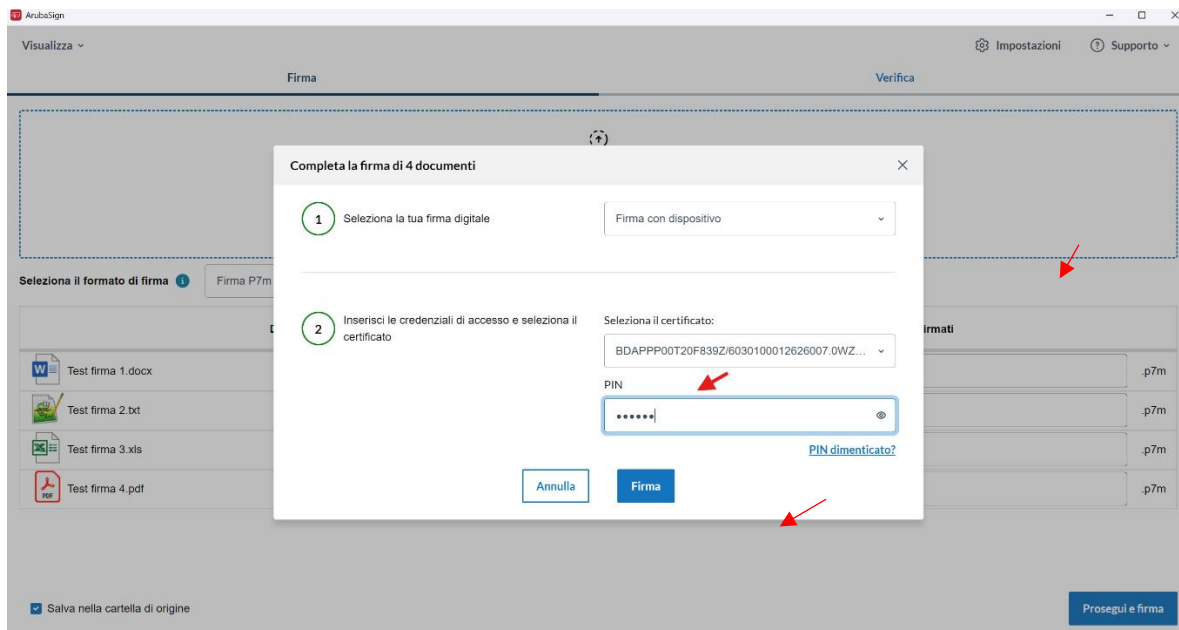 ArubaSign
Visualizza
Impostazioni
Supporto
Firma
Verifica
Completa la firma di 4 documenti
1
Seleziona la tua firma digitale
Firma con dispositivo
Seleziona il formato di firma
Firma P7m
2
Inserisci le credenziali di accesso e seleziona il
certificato
Seleziona il certificato:
BDAPPP00T20F839Z/6030100012626007.0WZ...
PIN
••••••
PIN dimenticato?
Annulla
Firma
D
irmati
Test firma 1.docx
.p7m
Test firma 2.txt
.p7m
Test firma 3.xls
.p7m
Test firma 4.pdf
.p7m
Salva nella cartella di origine
Prosegui e firma